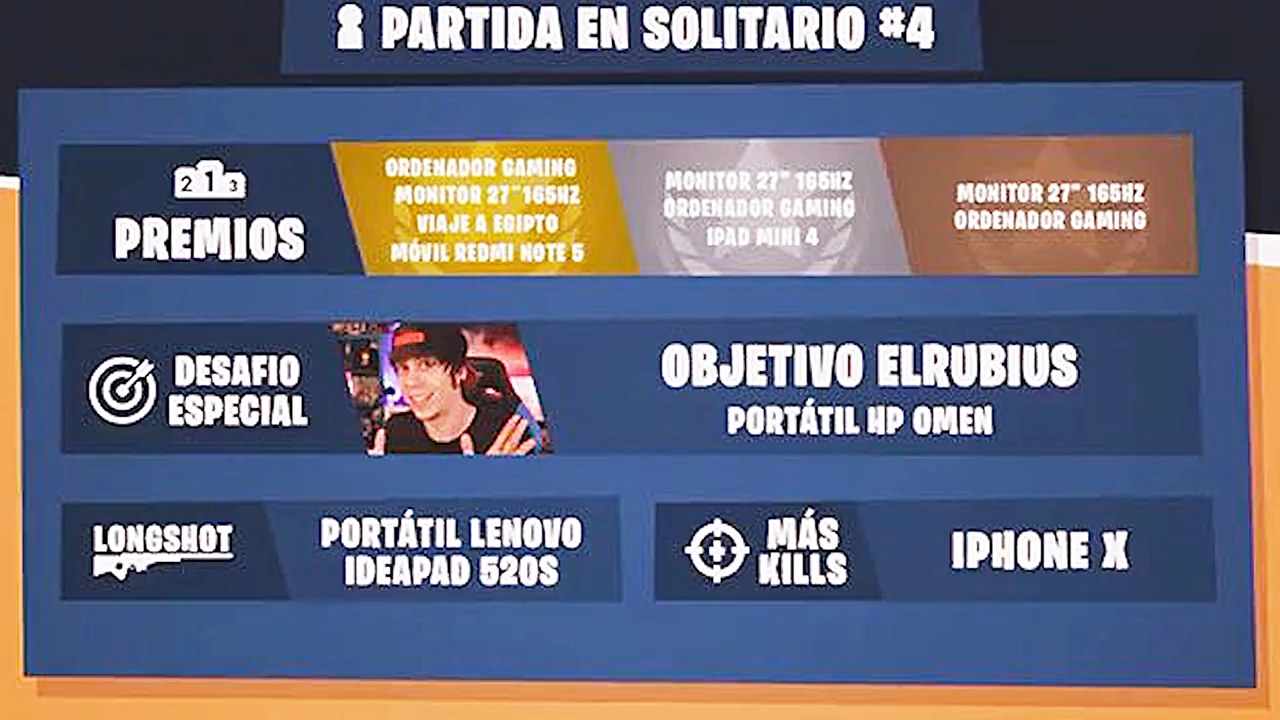 PARTIDA EN SOLITARIO #4
2 1 3
PREMIOS
ORDENADOR GAMING
MONITOR 27" 165HZ
VIAJE A EGIPTO
MÓVIL REDMI NOTE 5
MONITOR 27" 165HZ
ORDENADOR GAMING
IPAD MINI 4
MONITOR 27" 165HZ
ORDENADOR GAMING
DESAFIO
ESPECIAL
OBJETIVO ELRUBIUS
PORTÁTIL HP OMEN
LONGSHOT
PORTÁTIL LENOVO
IDEAPAD 520S
MÁS
KILLS
IPHONE X